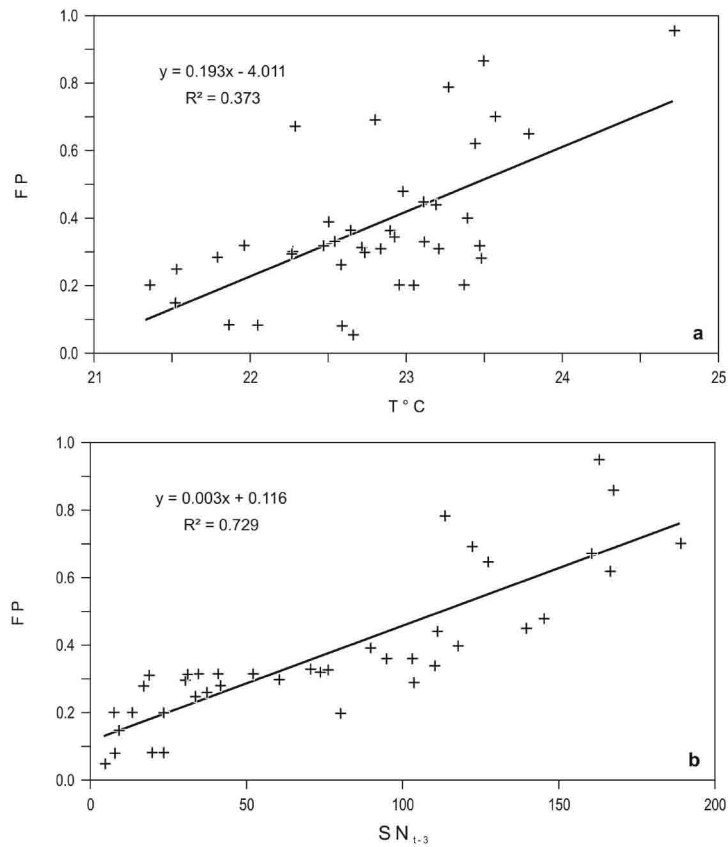 1.0
0.8
0.6
0.4
0.2
0.0
FP
y = 0.193x - 4.011
R² = 0.373
a
21 22 23 24 25
T°C
1.0
0.8
0.6
0.4
0.2
0.0
FP
y = 0.003x + 0.116
R² = 0.729
b
0 50 100 150 200
SN t-3